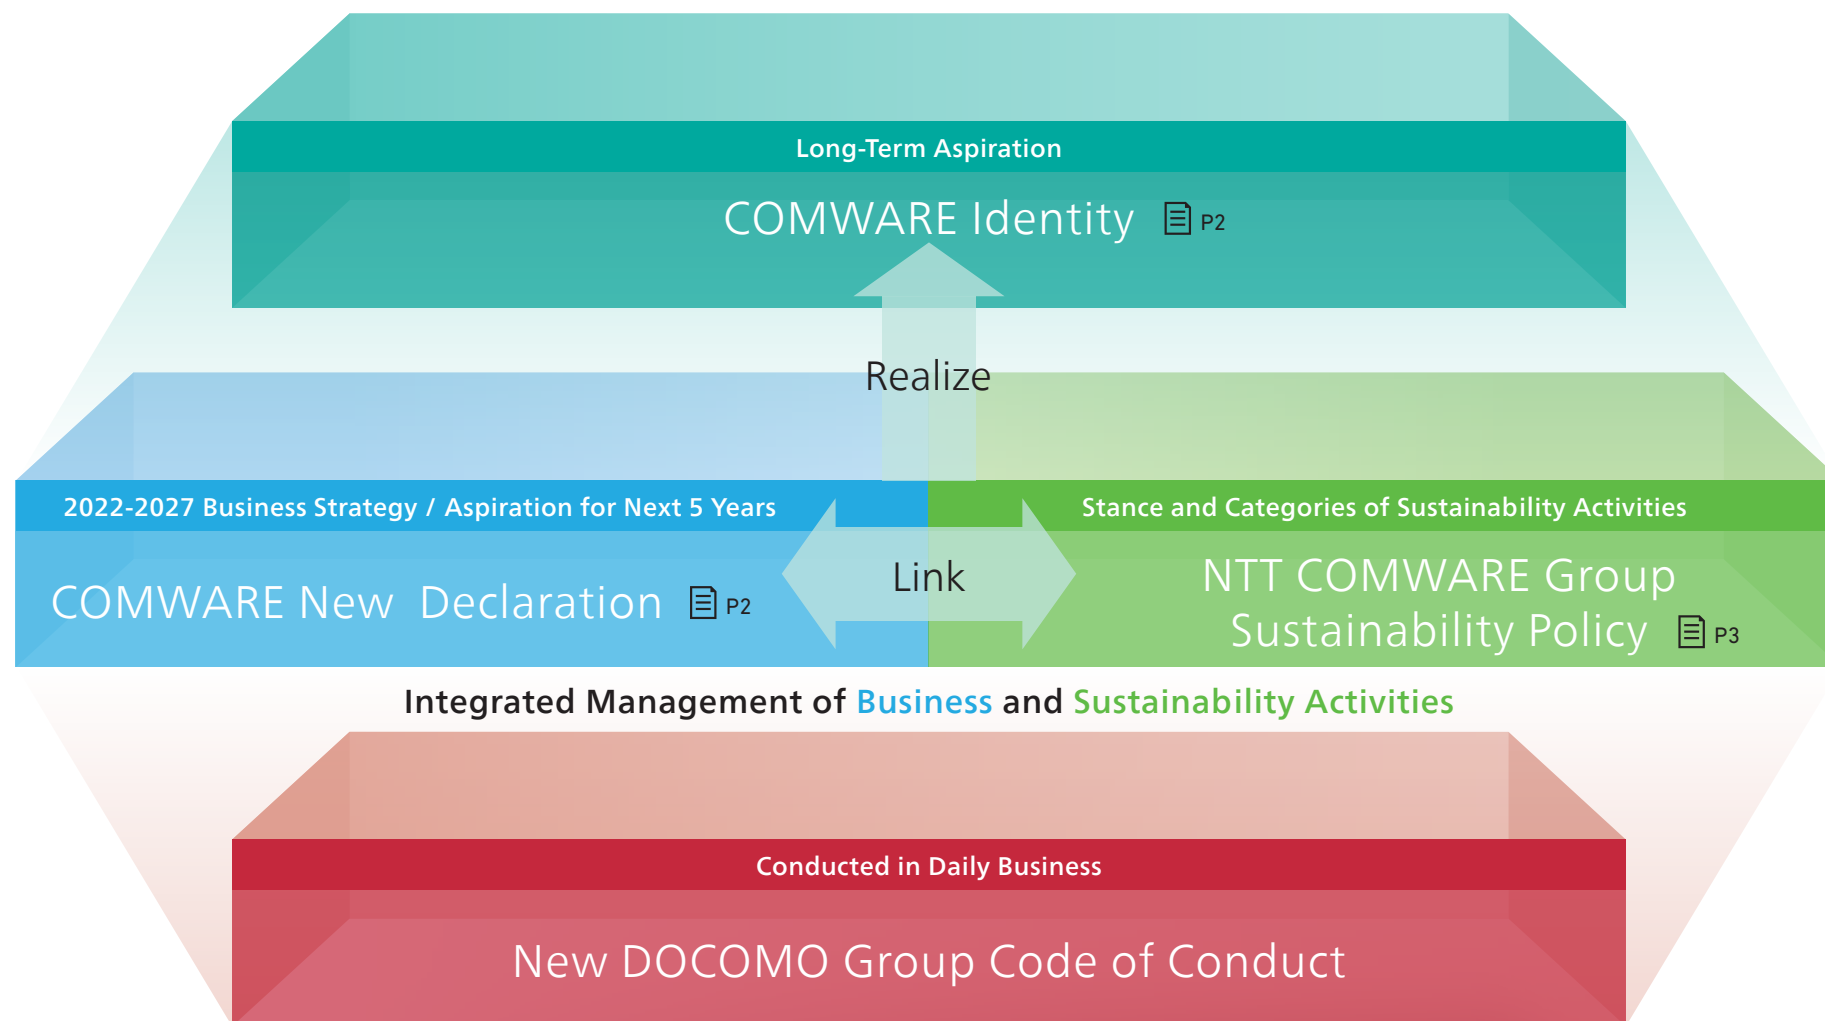 Long-Term Aspiration
COMWARE Identity P2
Realize
2022-2027 Business Strategy / Aspiration for Next 5 Years
COMWARE New Declaration P2
Link
Stance and Categories of Sustainability Activities
NTT COMWARE Group
Sustainability Policy P3
Integrated Management of Business and Sustainability Activities
Conducted in Daily Business
New DOCOMO Group Code of Conduct